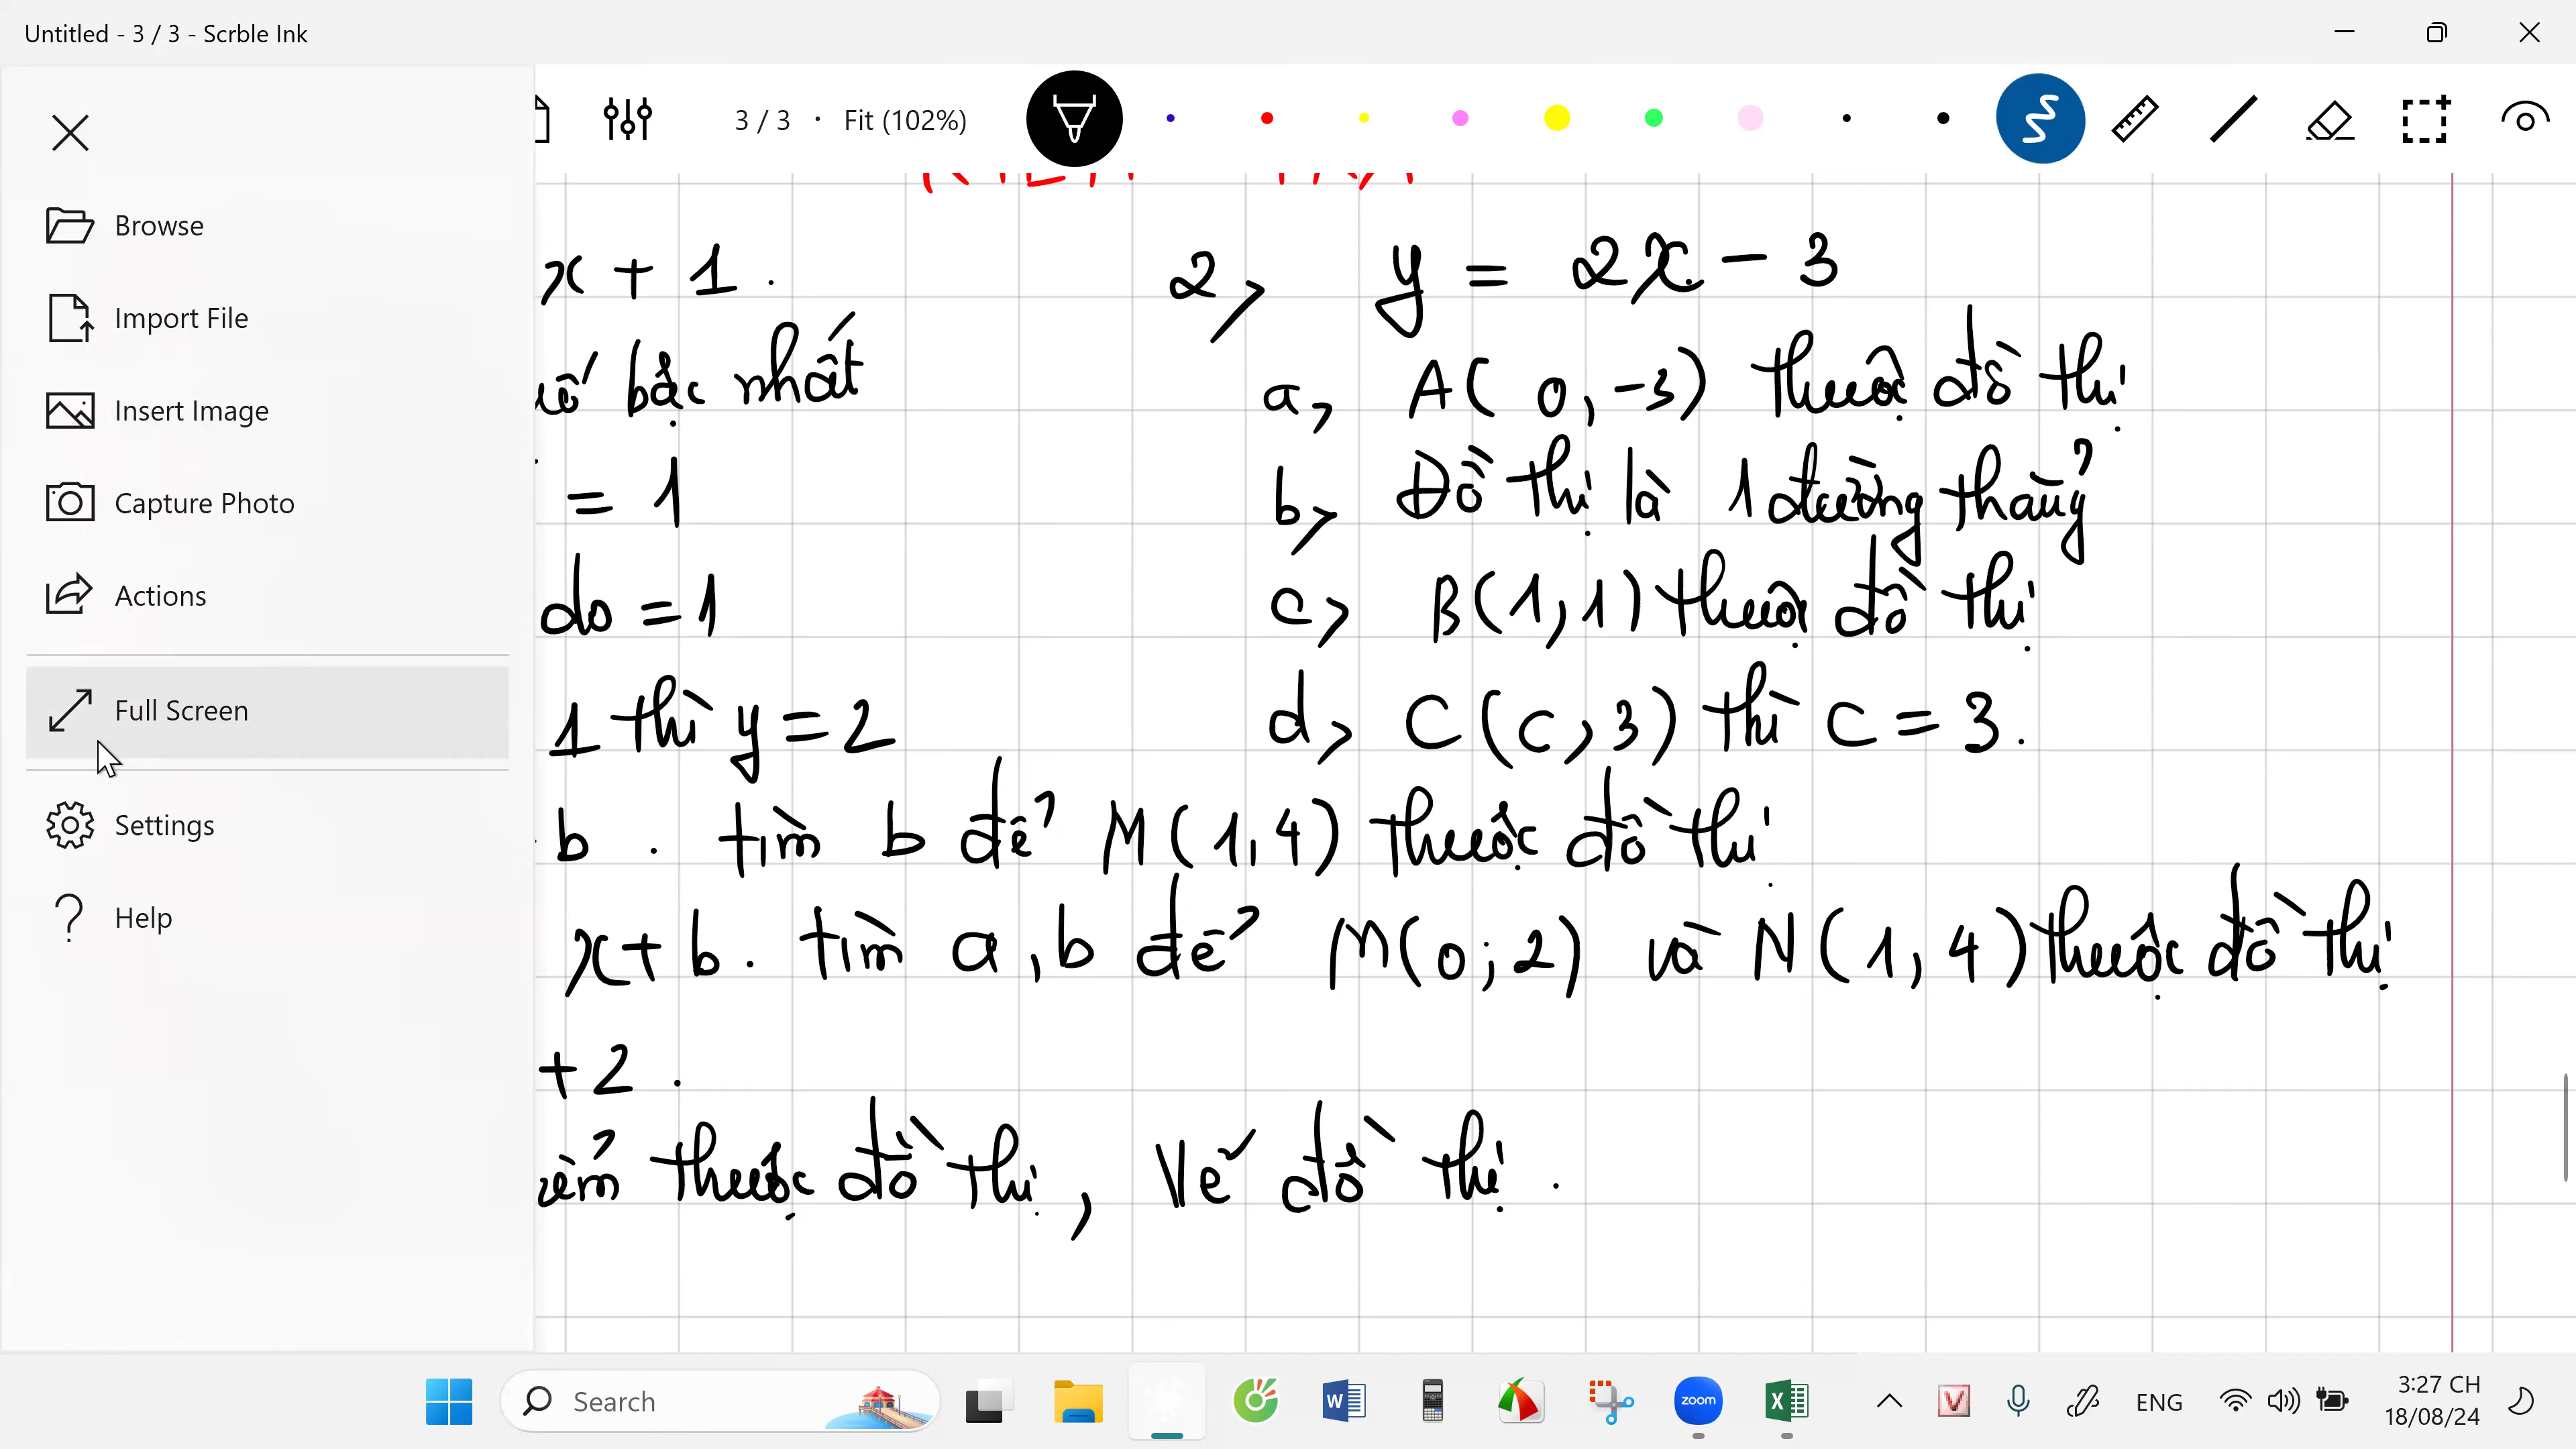 Untitled - 3 / 3 - Scrble Ink
3 / 3 · Fit (102%)
Browse
Import File
Insert Image
Capture Photo
Actions
Full Screen
Settings
Help
x + 1 .
bậc nhất
= 1
do = 1
1 thì y = 2
2, y = 2x - 3
a, A( 0, -3) thuộc đồ thị
b, Đồ thị là 1 đường thẳng
c, B(1,1) thuộc đồ thị
d, C(c,3) thì c = 3.
b . tìm b để M(1,4) thuộc đồ thị
x+b. tìm a,b để M(0;2) và N(1,4) thuộc đồ thị
+ 2 .
thuộc đồ thị, Vẽ đồ thị .
Search
zoom
ENG
3:27 CH
18/08/24